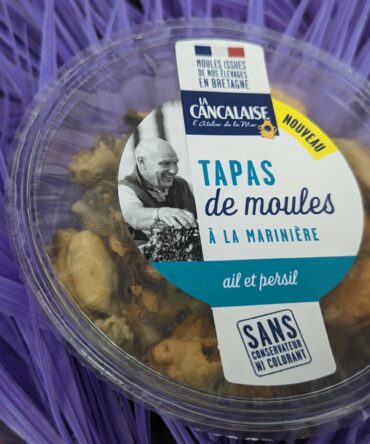 MOULES ISSUES
DE NOS ÉLEVAGES
EN BRETAGNE
LA
CANCALAISE
l'Atelier de la Mer
NOUVEAU
TAPAS
de moules
À LA MARINIÈRE
ail et persil
SANS
CONSERVATEUR
NI COLORANT